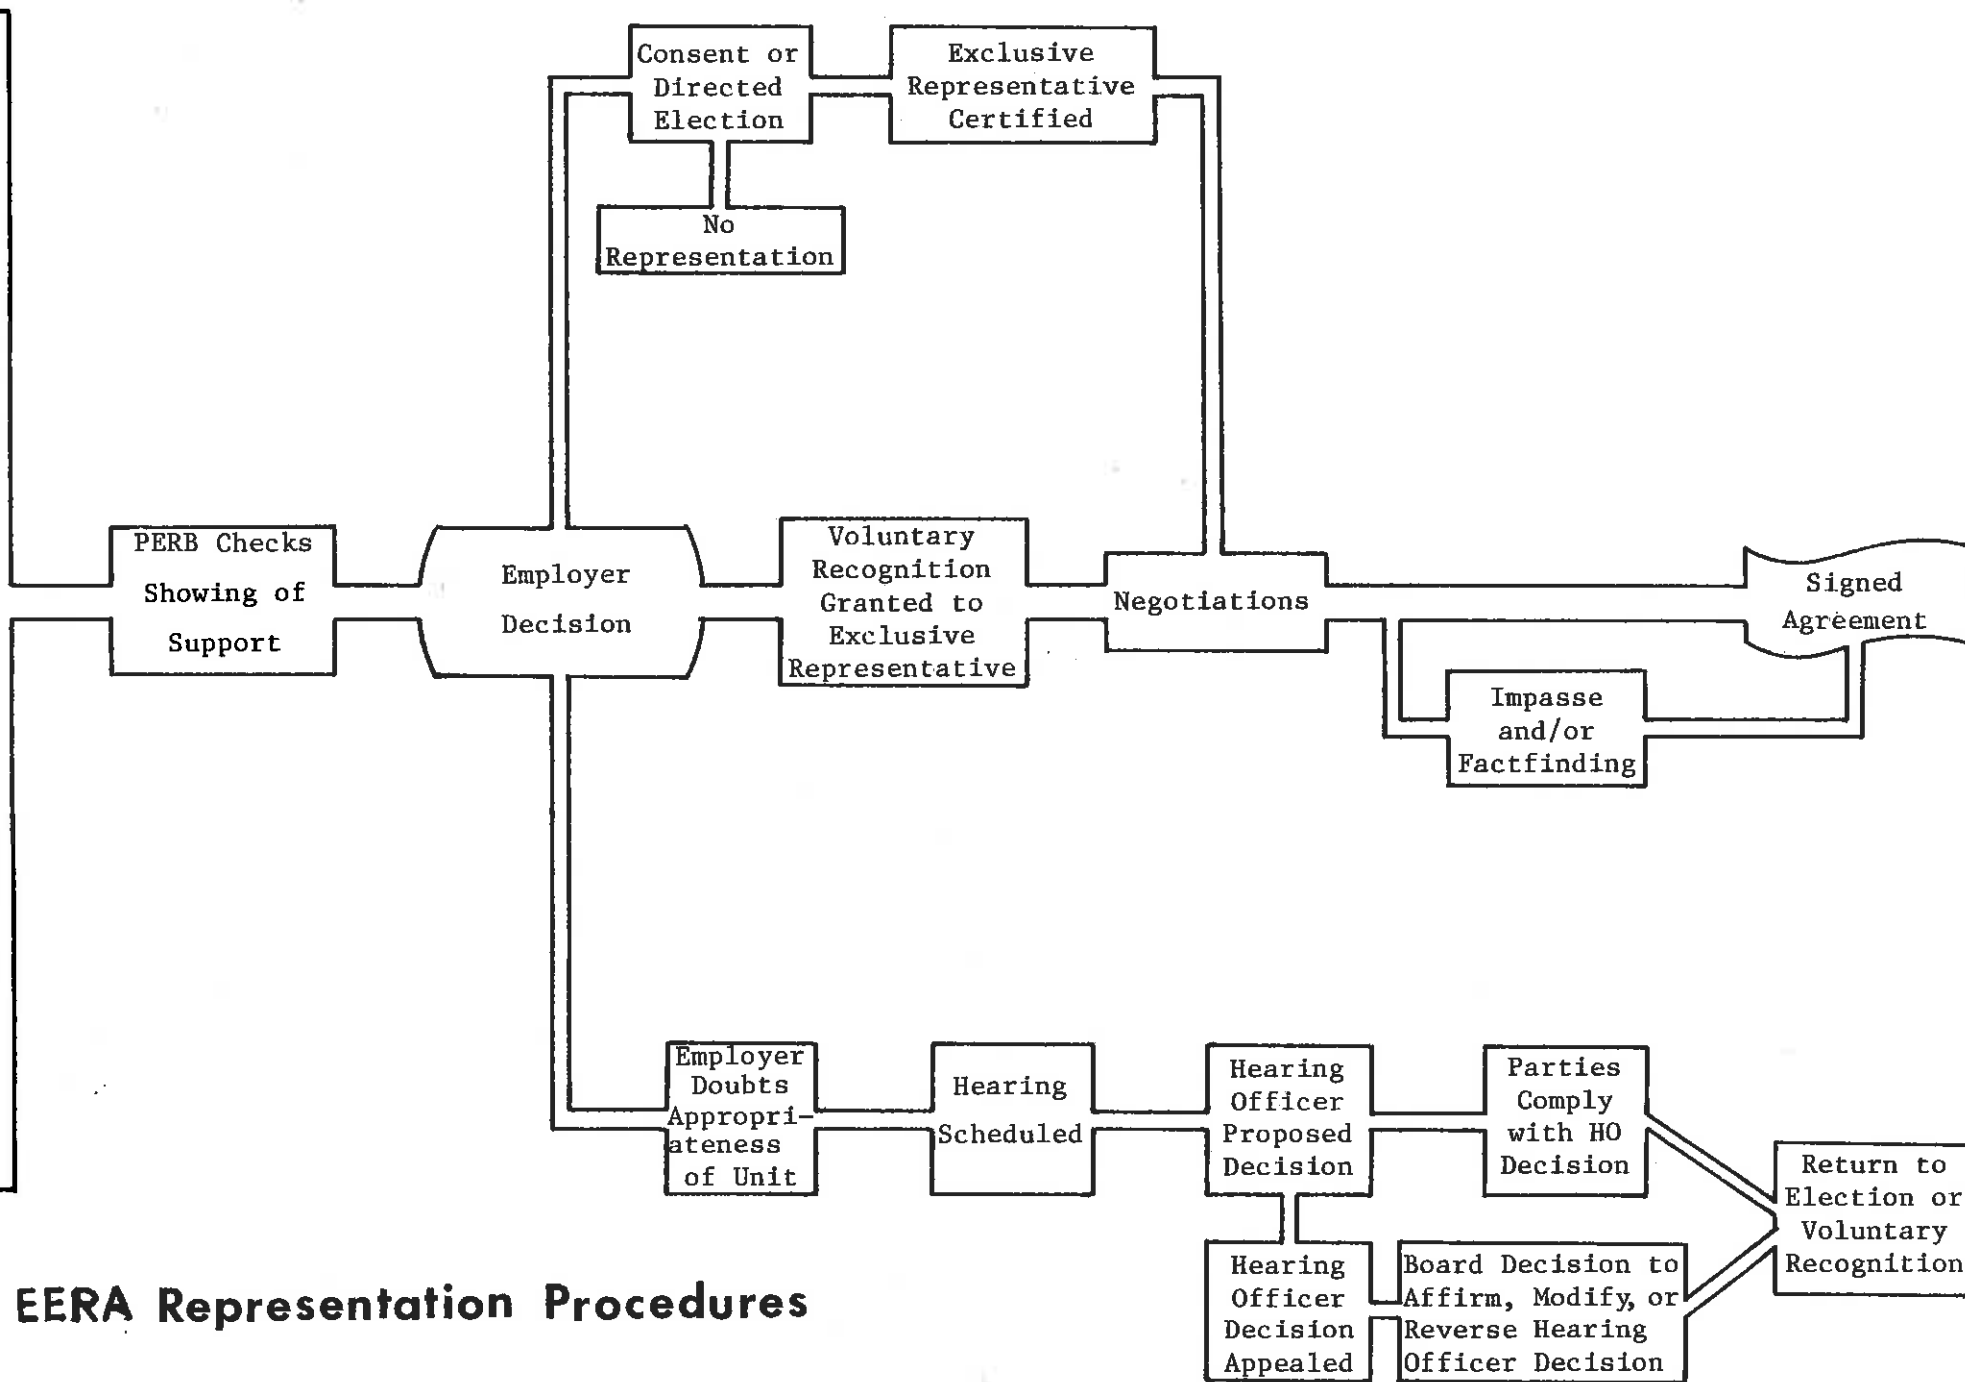 Consent or
Directed
Election
Exclusive
Representative
Certified
No
Representation
PERB Checks
Showing of
Support
Employer
Decision
Voluntary
Recognition
Granted to
Exclusive
Representative
Negotiations
Signed
Agreement
Impasse
and/or
Factfinding
Employer
Doubts
Appropri-
ateness
of Unit
Hearing
Scheduled
Hearing
Officer
Proposed
Decision
Parties
Comply
with HO
Decision
Return to
Election or
Voluntary
Recognition
Hearing
Officer
Decision
Appealed
Board Decision to
Affirm, Modify, or
Reverse Hearing
Officer Decision
EERA Representation Procedures